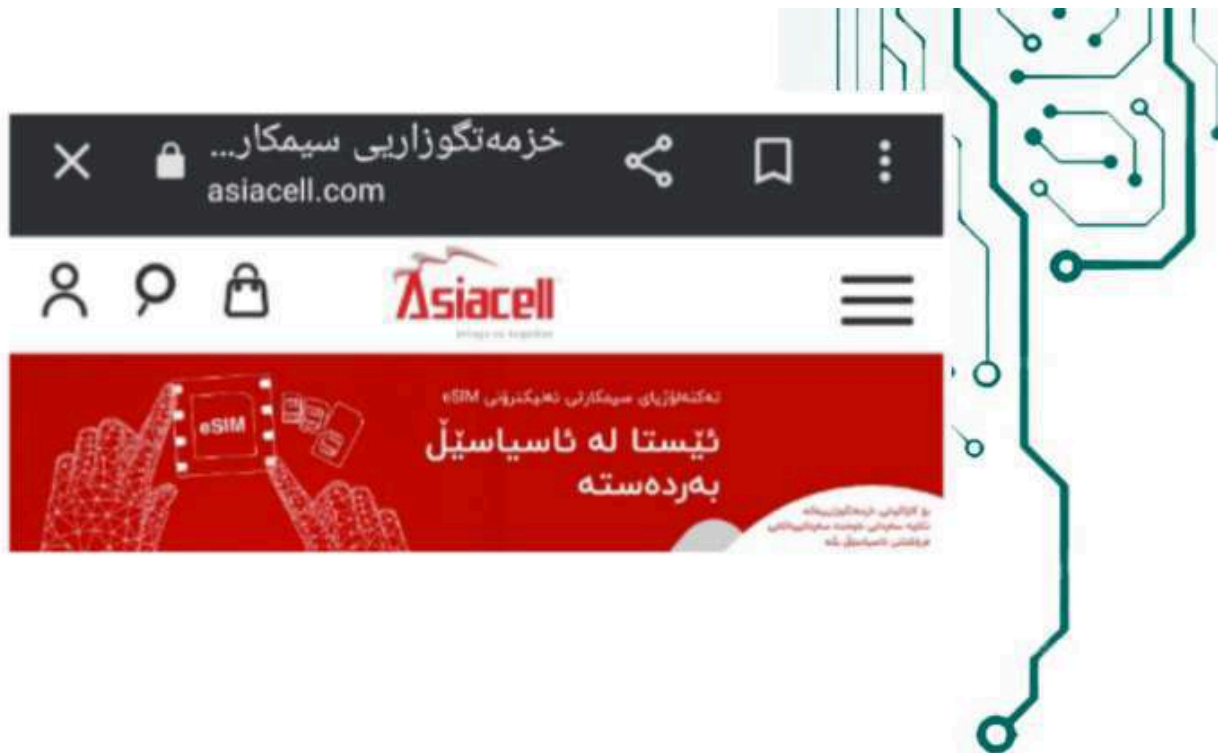 خزمەتگوزاریی سیمکار...
asiacell.com
Asiacell
eSIM
تەکنەلۆژیای سیمکارتی ئەلیکترۆنی eSIM
ئێستا لە ئاسیاسێڵ
بەردەستە